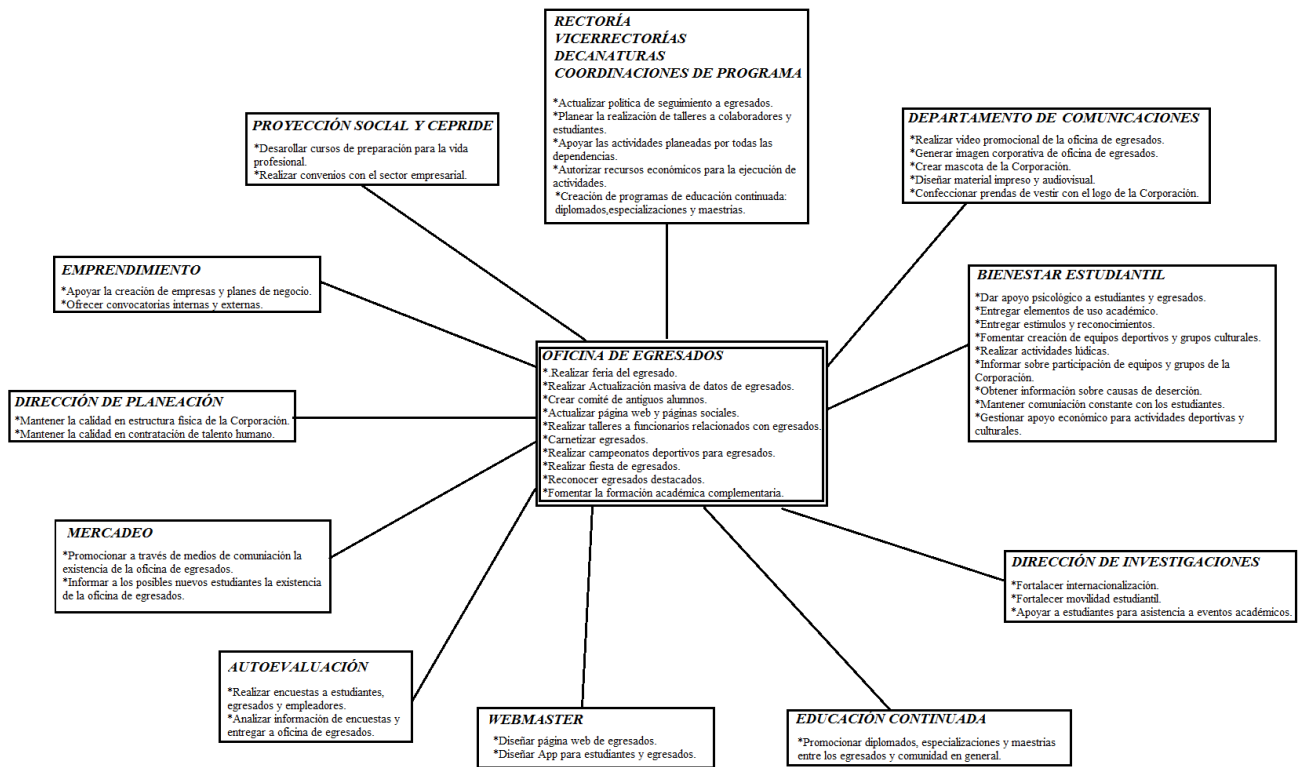 RECTORÍA
VICERRECTORÍAS
DECANATURAS
COORDINACIONES DE PROGRAMA
*Actualizar política de seguimiento a egresados.
*Planear la realización de talleres a colaboradores y
estudiantes.
*Apoyar las actividades planeadas por todas las
dependencias.
*Autorizar recursos económicos para la ejecución de
actividades.
*Creación de programas de educación continuada:
diplomados,especializaciones y maestrias.
PROYECCIÓN SOCIAL Y CEPRIDE
*Desarollar cursos de preparación para la vida
profesional.
*Realizar convenios con el sector empresarial.
DEPARTAMENTO DE COMUNICACIONES
*Realizar video promocional de la oficina de egresados.
*Generar imagen corporativa de oficina de egresados.
*Crear mascota de la Corporación.
*Diseñar material impreso y audiovisual.
*Confeccionar prendas de vestir con el logo de la Corporación.
EMPRENDIMIENTO
*Apoyar la creación de empresas y planes de negocio.
*Ofrecer convocatorias internas y externas.
BIENESTAR ESTUDIANTIL
*Dar apoyo psicológico a estudiantes y egresados.
*Entregar elementos de uso académico.
*Entregar estimulos y reconocimientos.
*Fomentar creación de equipos deportivos y grupos culturales.
*Realizar actividades lúdicas.
*Informar sobre participación de equipos y grupos de la
Corporación.
*Obtener información sobre causas de deserción.
*Mantener comuniación constante con los estudiantes.
*Gestionar apoyo económico para actividades deportivas y
culturales.
OFICINA DE EGRESADOS
*.Realizar feria del egresado.
*Realizar Actualización masiva de datos de egresados.
*Crear comité de antiguos alumnos.
*Actualizar página web y páginas sociales.
*Realizar talleres a funcionarios relacionados con egresados.
*Carnetizar egresados.
*Realizar campeonatos deportivos para egresados.
*Realizar fiesta de egresados.
*Reconocer egresados destacados.
*Fomentar la formación académica complementaria.
DIRECCIÓN DE PLANEACIÓN
*Mantener la calidad en estructura física de la Corporación.
*Mantener la calidad en contratación de talento humano.
MERCADEO
*Promocionar a través de medios de comuniación la
existencia de la oficina de egresados.
*Informar a los posibles nuevos estudiantes la existencia
de la oficina de egresados.
DIRECCIÓN DE INVESTIGACIONES
*Fortalacer internacionalización.
*Fortalecer movilidad estudiantil.
*Apoyar a estudiantes para asistencia a eventos académicos.
AUTOEVALUACIÓN
*Realizar encuestas a estudiantes,
egresados y empleadores.
*Analizar información de encuestas y
entregar a oficina de egresados.
WEBMASTER
*Diseñar página web de egresados.
*Diseñar App para estudiantes y egresados.
EDUCACIÓN CONTINUADA
*Promocionar diplomados, especializaciones y maestrias
entre los egresados y comunidad en general.